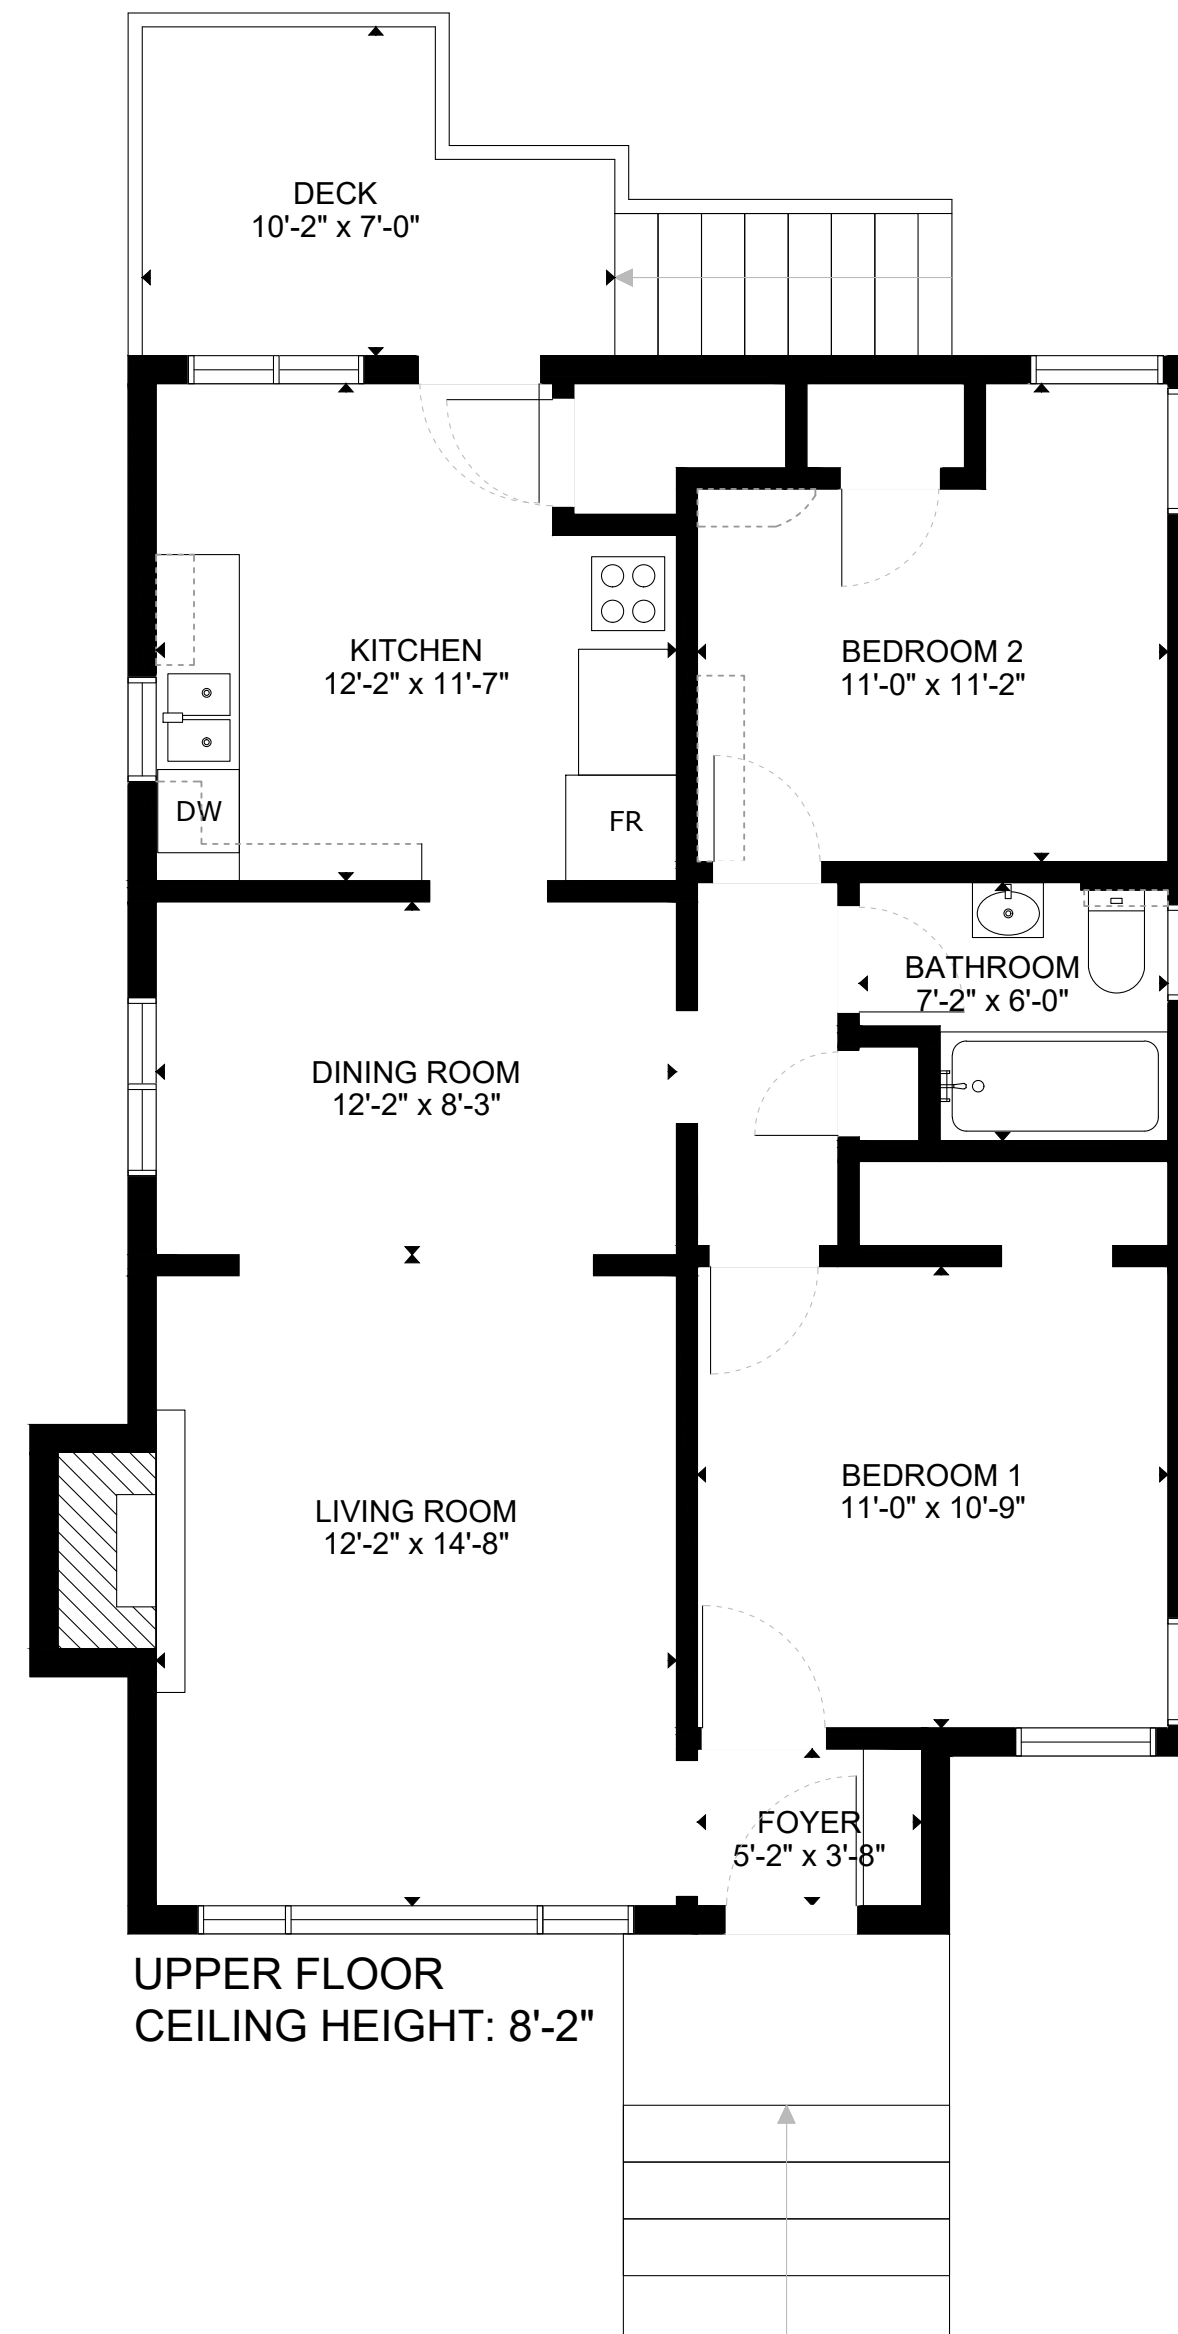 DECK
10'-2" x 7'-0"
KITCHEN
12'-2" x 11'-7"
BEDROOM 2
11'-0" x 11'-2"
DW
FR
BATHROOM
7'-2" x 6'-0"
DINING ROOM
12'-2" x 8'-3"
BEDROOM 1
11'-0" x 10'-9"
LIVING ROOM
12'-2" x 14'-8"
FOYER
5'-2" x 3'-8"
UPPER FLOOR
CEILING HEIGHT: 8'-2"